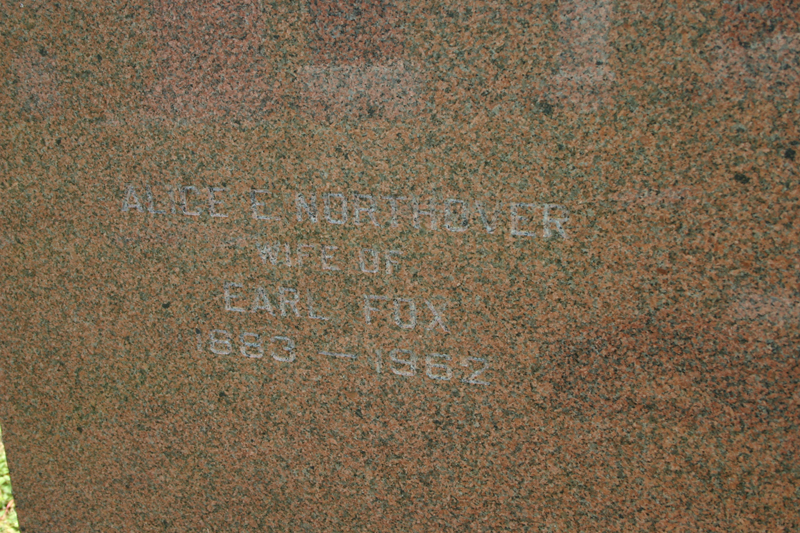 ALICE C. NORTHOVER
WIFE OF
EARL FOX
1883 — 1962